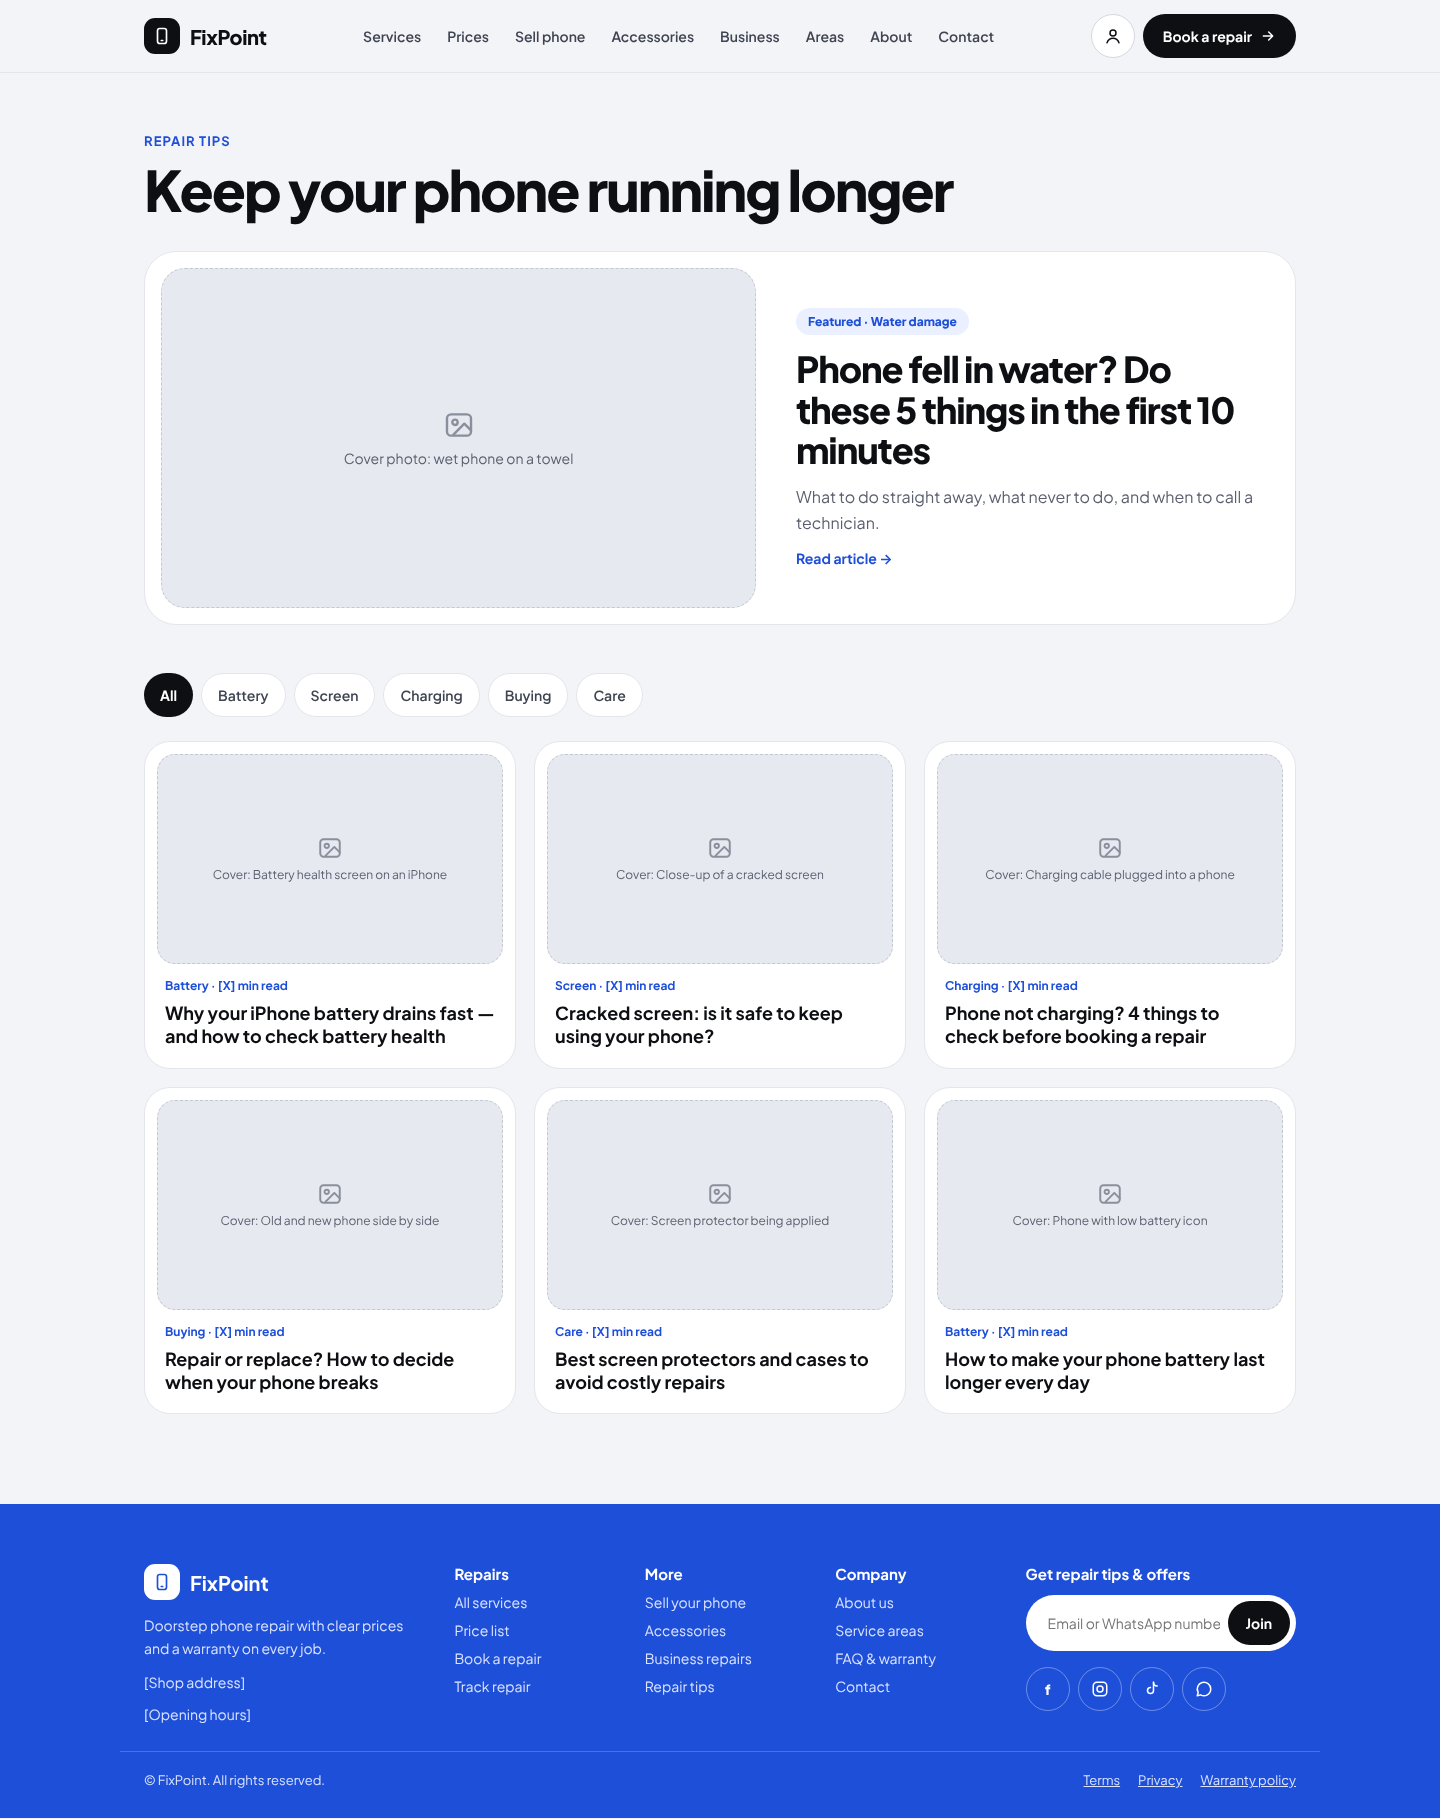 FixPoint
Services
Prices
Sell phone
Accessories
Business
Areas
About
Contact
Book a repair →
REPAIR TIPS
Keep your phone running longer
Cover photo: wet phone on a towel
Featured · Water damage
Phone fell in water? Do
these 5 things in the first 10
minutes
What to do straight away, what never to do, and when to call a
technician.
Read article →
All
Battery
Screen
Charging
Buying
Care
Cover: Battery health screen on an iPhone
Battery · [X] min read
Why your iPhone battery drains fast —
and how to check battery health
Cover: Close-up of a cracked screen
Screen · [X] min read
Cracked screen: is it safe to keep
using your phone?
Cover: Charging cable plugged into a phone
Charging · [X] min read
Phone not charging? 4 things to
check before booking a repair
Cover: Old and new phone side by side
Buying · [X] min read
Repair or replace? How to decide
when your phone breaks
Cover: Screen protector being applied
Care · [X] min read
Best screen protectors and cases to
avoid costly repairs
Cover: Phone with low battery icon
Battery · [X] min read
How to make your phone battery last
longer every day
FixPoint
Doorstep phone repair with clear prices
and a warranty on every job.
[Shop address]
[Opening hours]
Repairs
All services
Price list
Book a repair
Track repair
More
Sell your phone
Accessories
Business repairs
Repair tips
Company
About us
Service areas
FAQ & warranty
Contact
Get repair tips & offers
Email or WhatsApp numbe
Join
f
© FixPoint. All rights reserved.
Terms
Privacy
Warranty policy